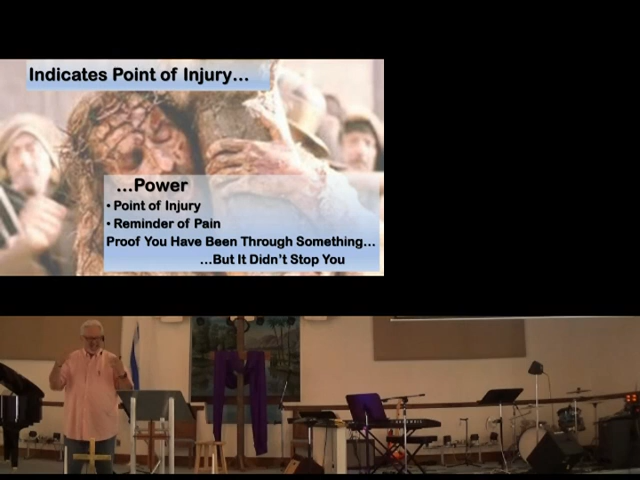 Indicates Point of Injury...
...Power
• Point of Injury
• Reminder of Pain
Proof You Have Been Through Something...
...But It Didn't Stop You